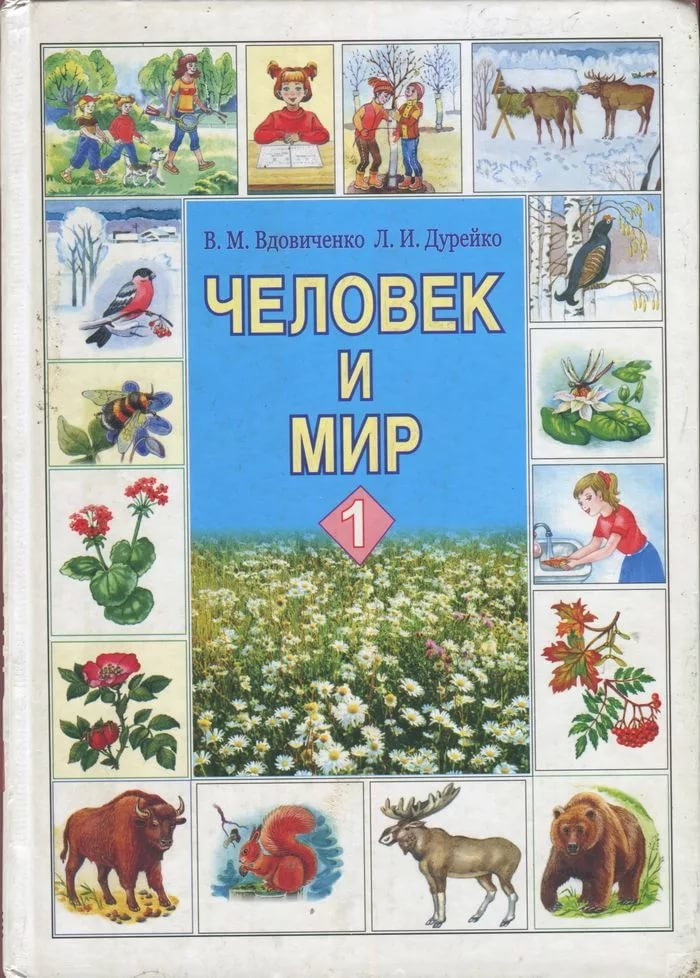 В. М. Вдовиченко Л. И. Дурейко
ЧЕЛОВЕК
И
МИР
1